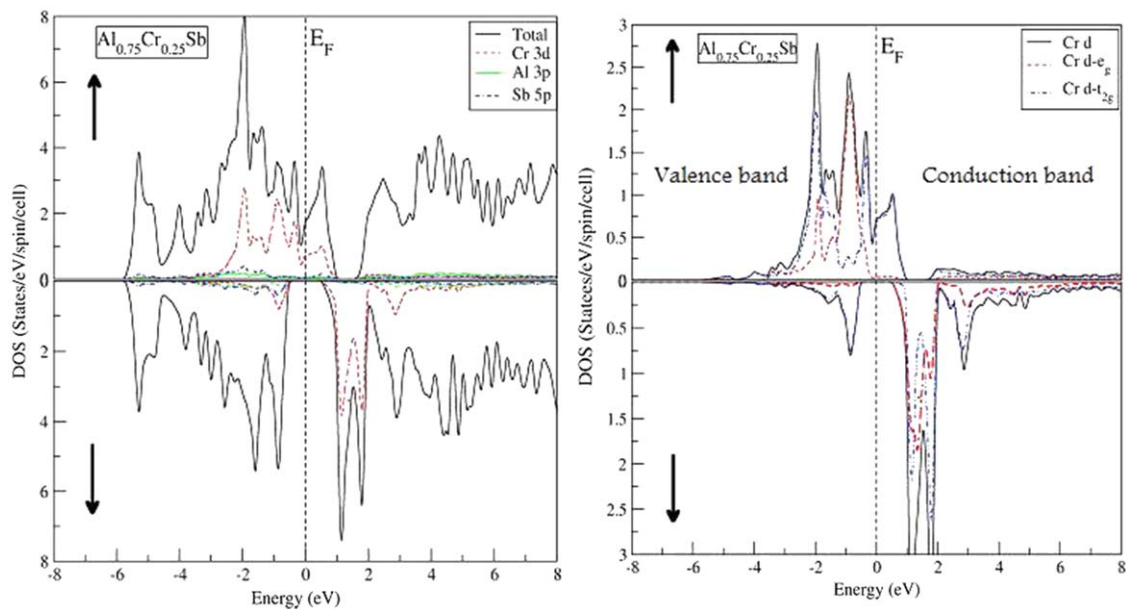 Al0.75Cr0.25Sb
EF
Total
Cr 3d
Al 3p
Sb 5p
DOS (States/eV/spin/cell)
8
6
4
2
0
0
2
4
6
8
-8 -6 -4 -2 0 2 4 6 8
Energy (eV)
Al0.75Cr0.25Sb
EF
Cr d
Cr d-eg
Cr d-t2g
Valence band
Conduction band
DOS (States/eV/spin/cell)
3
2.5
2
1.5
1
0.5
0
0.5
1
1.5
2
2.5
3
-8 -6 -4 -2 0 2 4 6 8
Energy (eV)